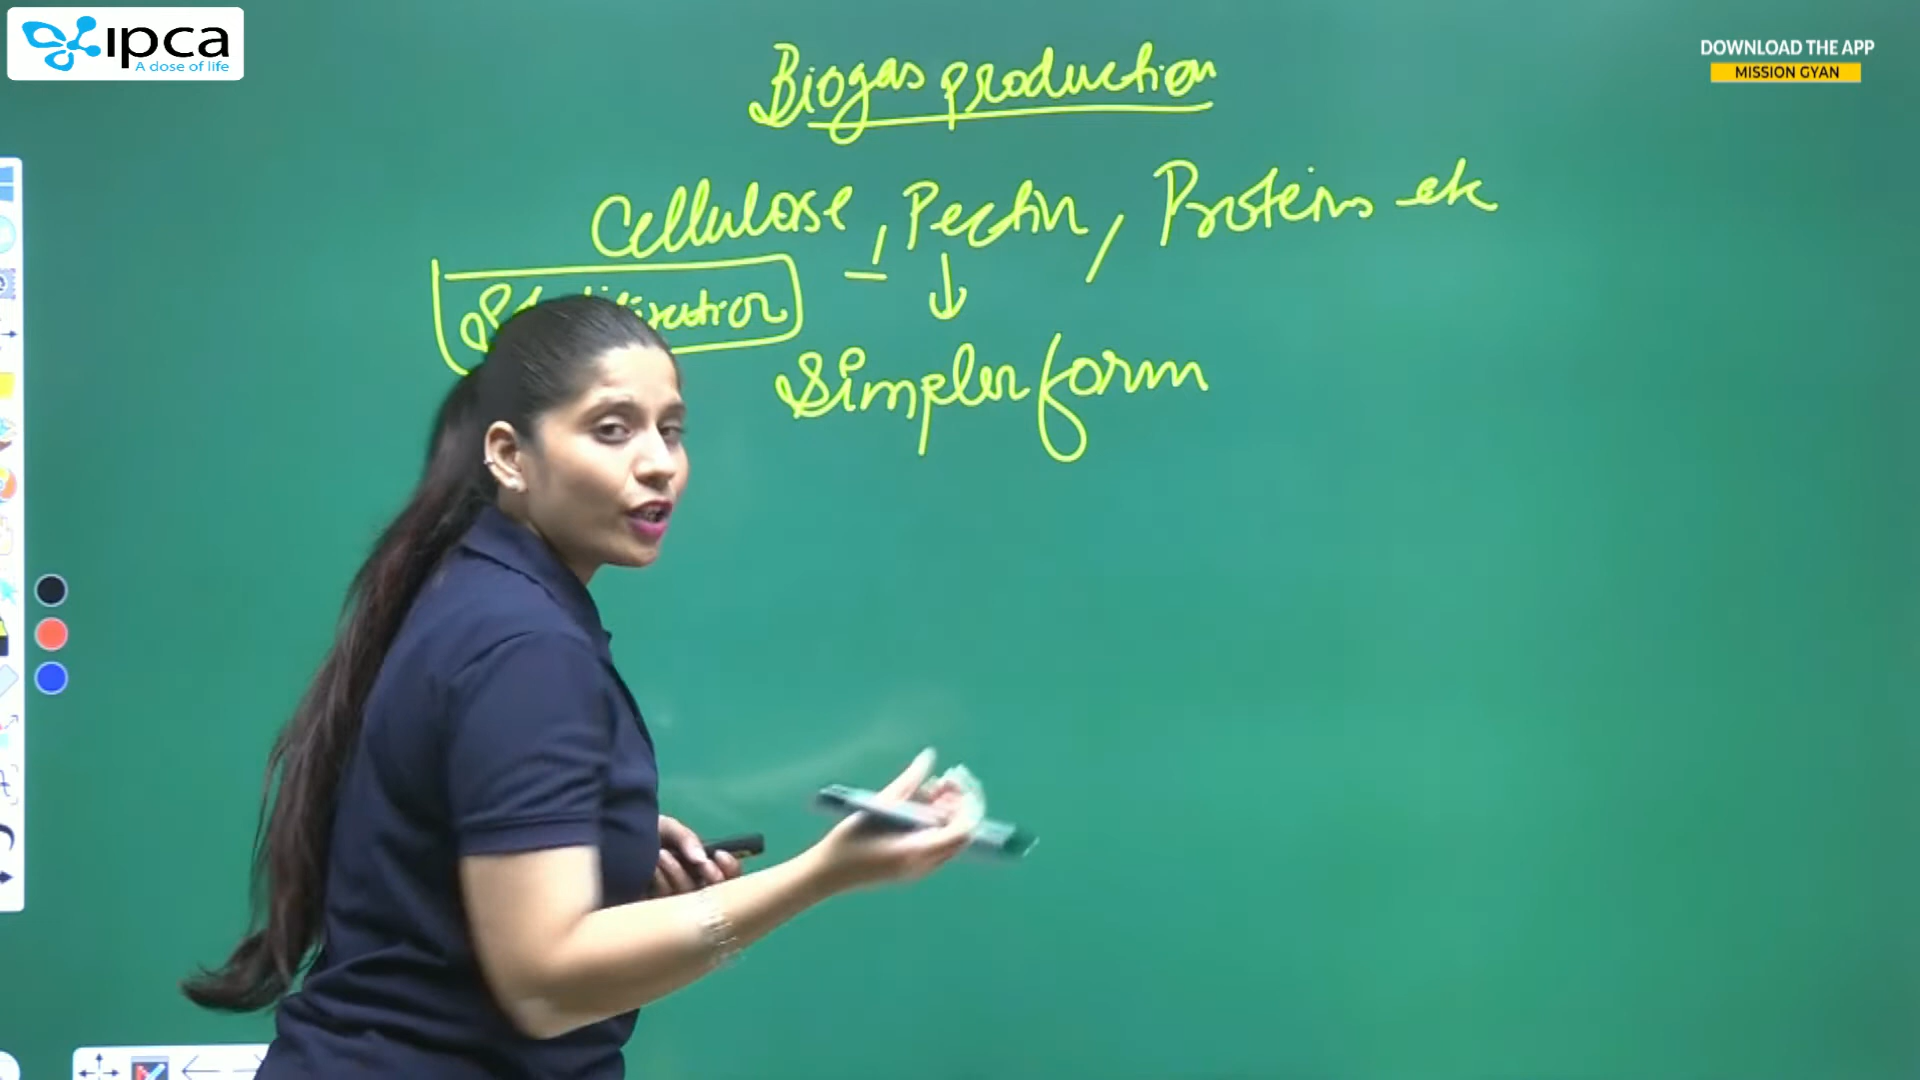 ipca
A dose of life
DOWNLOAD THE APP
MISSION GYAN
Biogas production
Cellulose, Pectin, Proteins etc
Simpler form